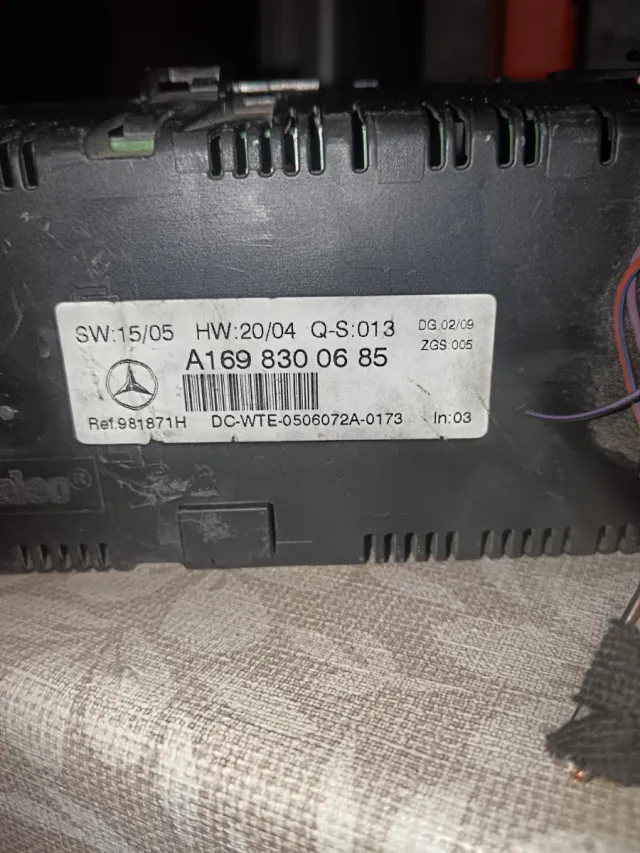 SW:15/05 HW:20/04 Q-S:013 DG 02/09
ZGS 005
A169 830 06 85
Ref.981871H DC-WTE-0506072A-0173 In:03